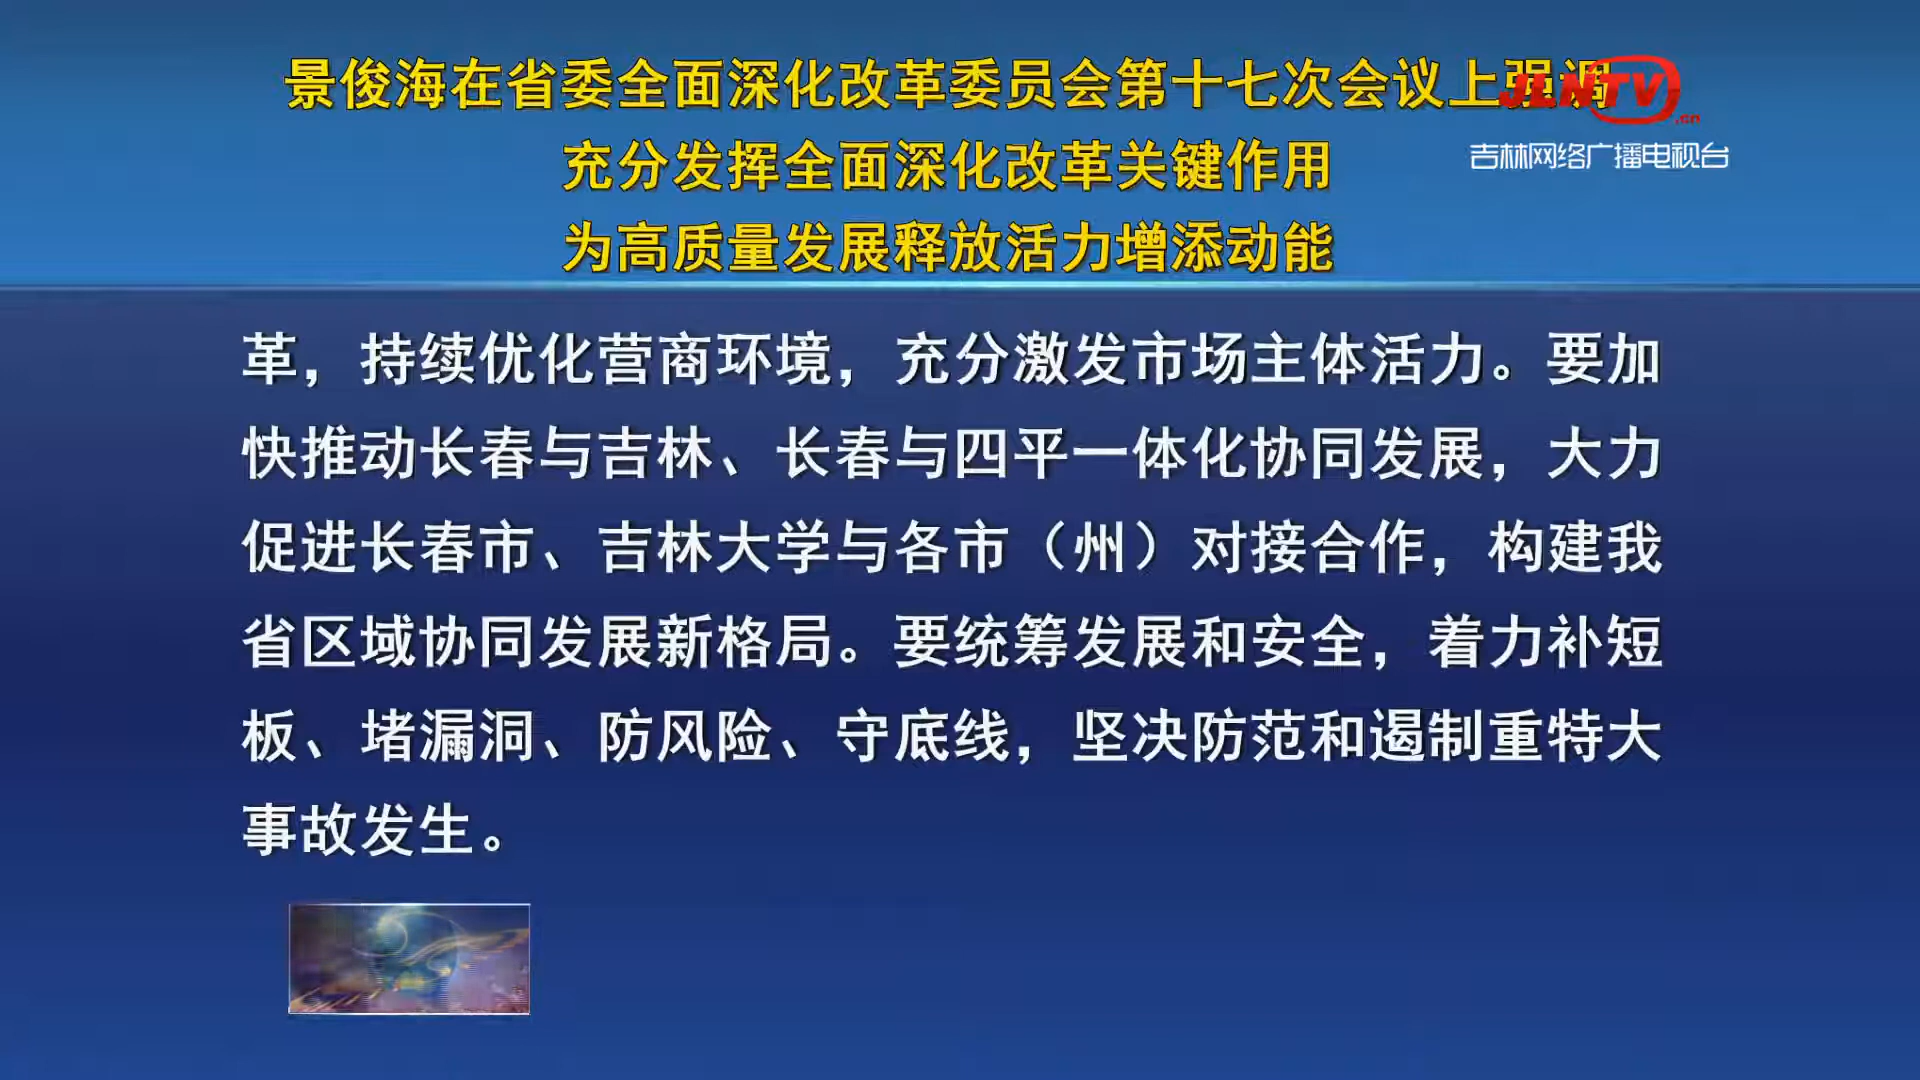 景俊海在省委全面深化改革委员会第十七次会议上强调
JLNTV.cn
充分发挥全面深化改革关键作用
吉林网络广播电视台
为高质量发展释放活力增添动能
革，持续优化营商环境，充分激发市场主体活力。要加
快推动长春与吉林、长春与四平一体化协同发展，大力
促进长春市、吉林大学与各市（州）对接合作，构建我
省区域协同发展新格局。要统筹发展和安全，着力补短
板、堵漏洞、防风险、守底线，坚决防范和遏制重特大
事故发生。